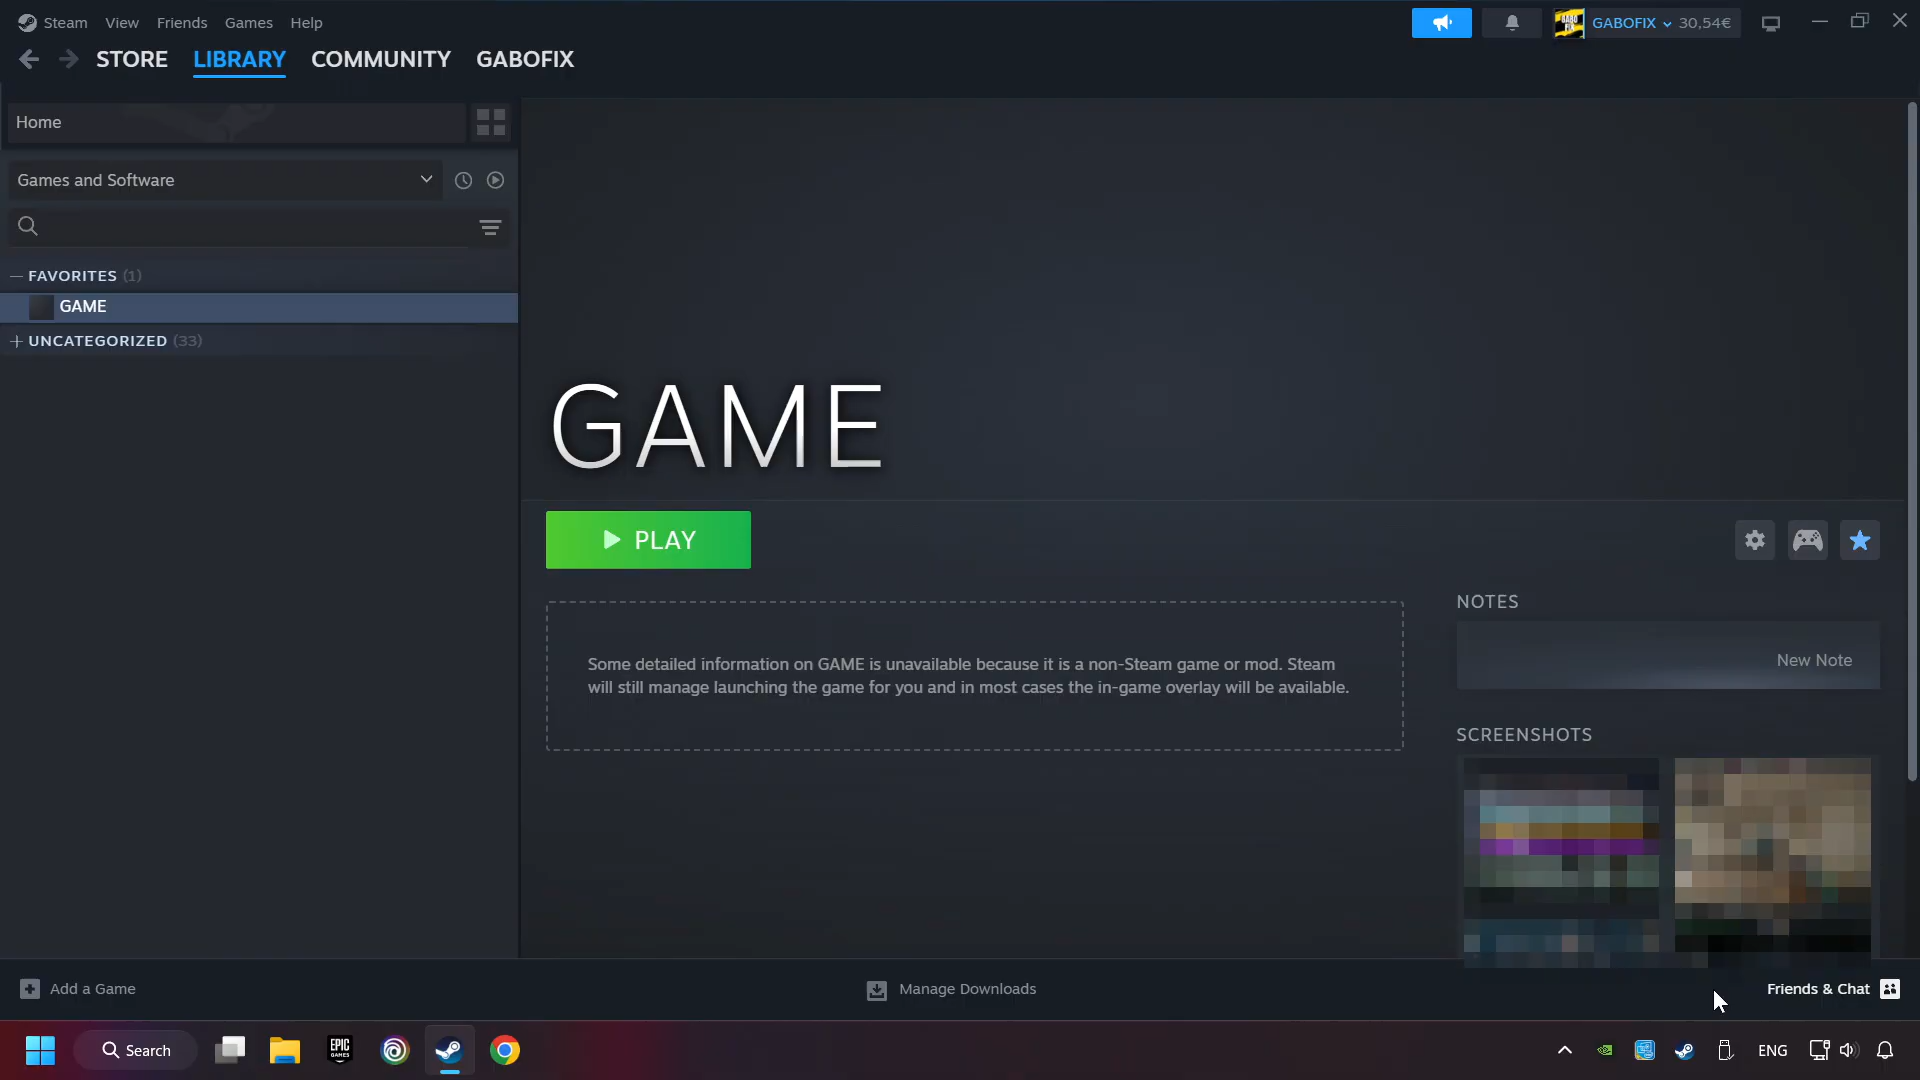 Steam View Friends Games Help
GABOFIX 30,54€
STORE LIBRARY COMMUNITY GABOFIX
Home
Games and Software
— FAVORITES (1)
GAME
+ UNCATEGORIZED (33)
GAME
PLAY
Some detailed information on GAME is unavailable because it is a non-Steam game or mod. Steam
will still manage launching the game for you and in most cases the in-game overlay will be available.
NOTES
New Note
SCREENSHOTS
Add a Game
Manage Downloads
Friends & Chat
Search
EPIC
GAMES
ENG